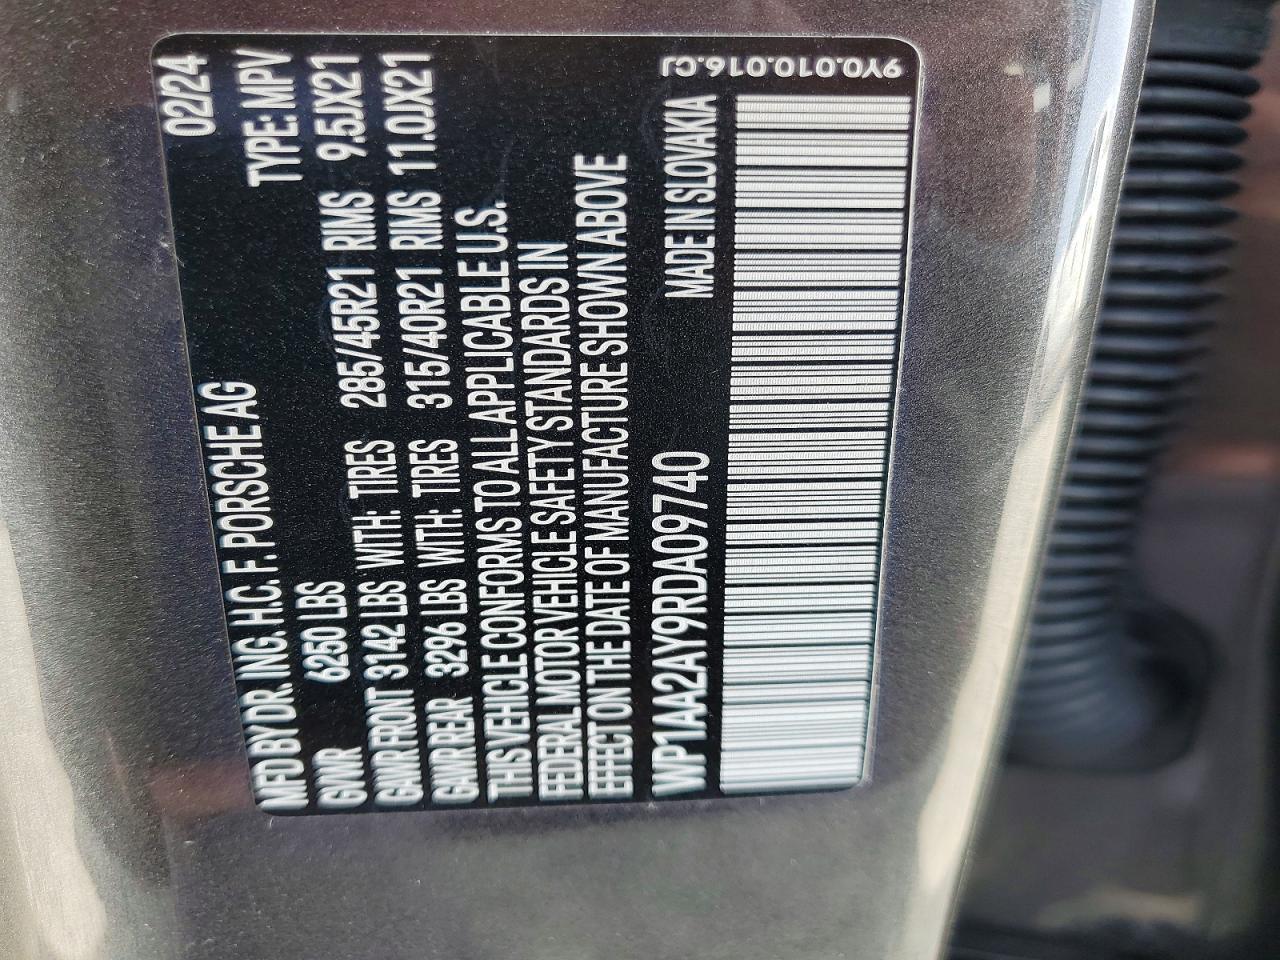 MFD BY DR. ING. H.C. F. PORSCHE AG 02/24
GVWR 6250 LBS TYPE: MPV
GAWR FRONT 3142 LBS WITH: TIRES 285/45R21 RIMS 9.5JX21
GAWR REAR 3296 LBS WITH: TIRES 315/40R21 RIMS 11.0JX21
THIS VEHICLE CONFORMS TO ALL APPLICABLE U.S.
FEDERAL MOTOR VEHICLE SAFETY STANDARDS IN
EFFECT ON THE DATE OF MANUFACTURE SHOWN ABOVE
WP1AA2AY9RDA09740 MADE IN SLOVAKIA
9Y0.010.016.CJ